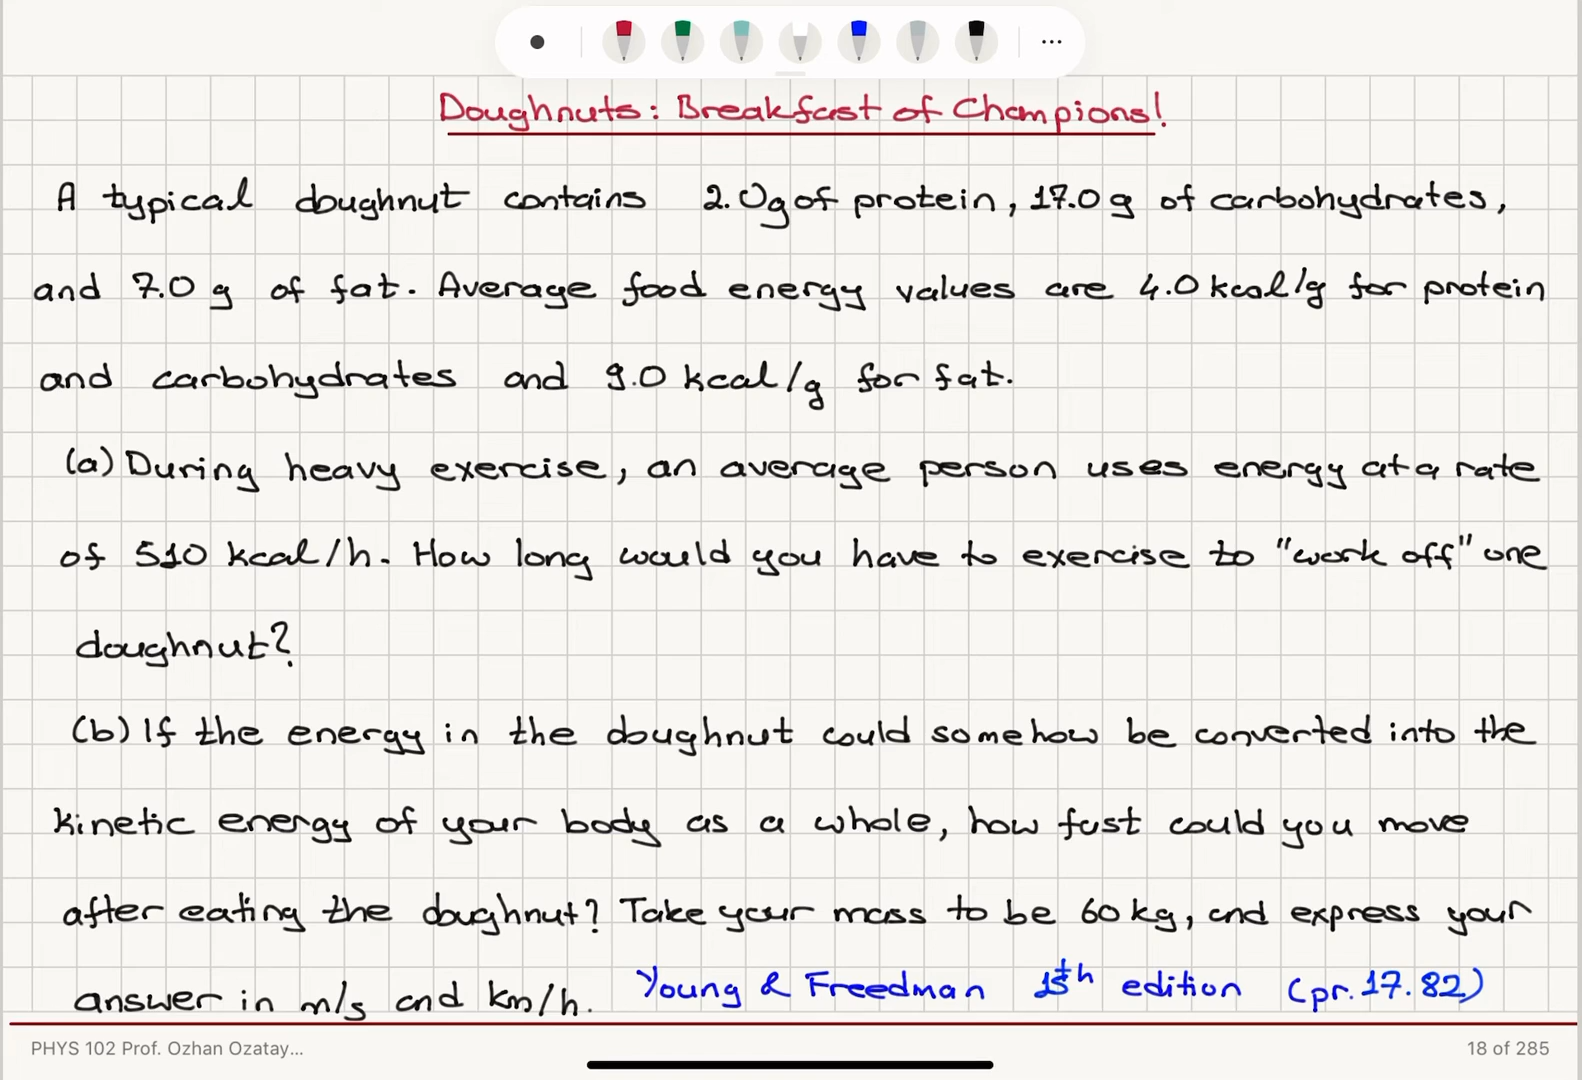 Doughnuts: Breakfast of Champions!
A typical doughnut contains 2.0g of protein, 17.0 g of carbohydrates,
and 7.0 g of fat. Average food energy values are 4.0 kcal/g for protein
and carbohydrates and 9.0 kcal/g for fat.
(a) During heavy exercise, an average person uses energy at a rate
of 510 kcal/h. How long would you have to exercise to "work off" one
doughnut?
(b) If the energy in the doughnut could somehow be converted into the
kinetic energy of your body as a whole, how fast could you move
after eating the doughnut? Take your mass to be 60 kg, and express your
answer in m/s and km/h. Young & Freedman 15th edition (pr. 17.82)
PHYS 102 Prof. Ozhan Ozatay... 18 of 285